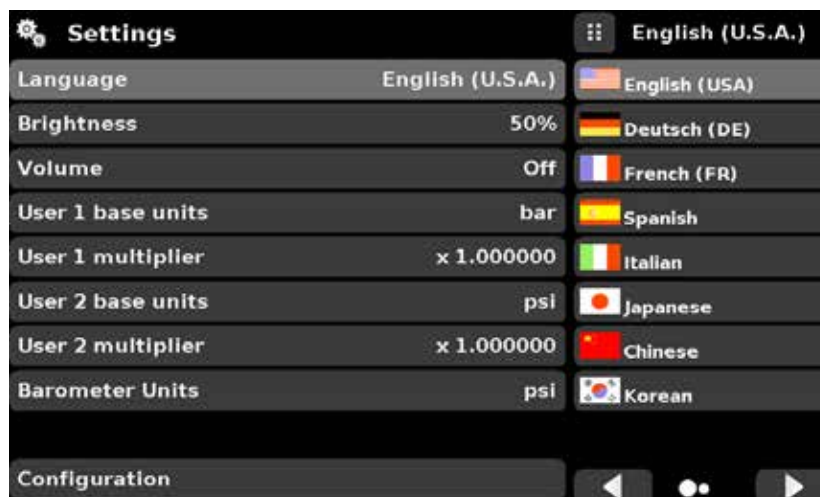 Settings
Language English (U.S.A.)
Brightness 50%
Volume Off
User 1 base units bar
User 1 multiplier x 1.000000
User 2 base units psi
User 2 multiplier x 1.000000
Barometer Units psi
Configuration
English (U.S.A.)
English (USA)
Deutsch (DE)
French (FR)
Spanish
Italian
Japanese
Chinese
Korean